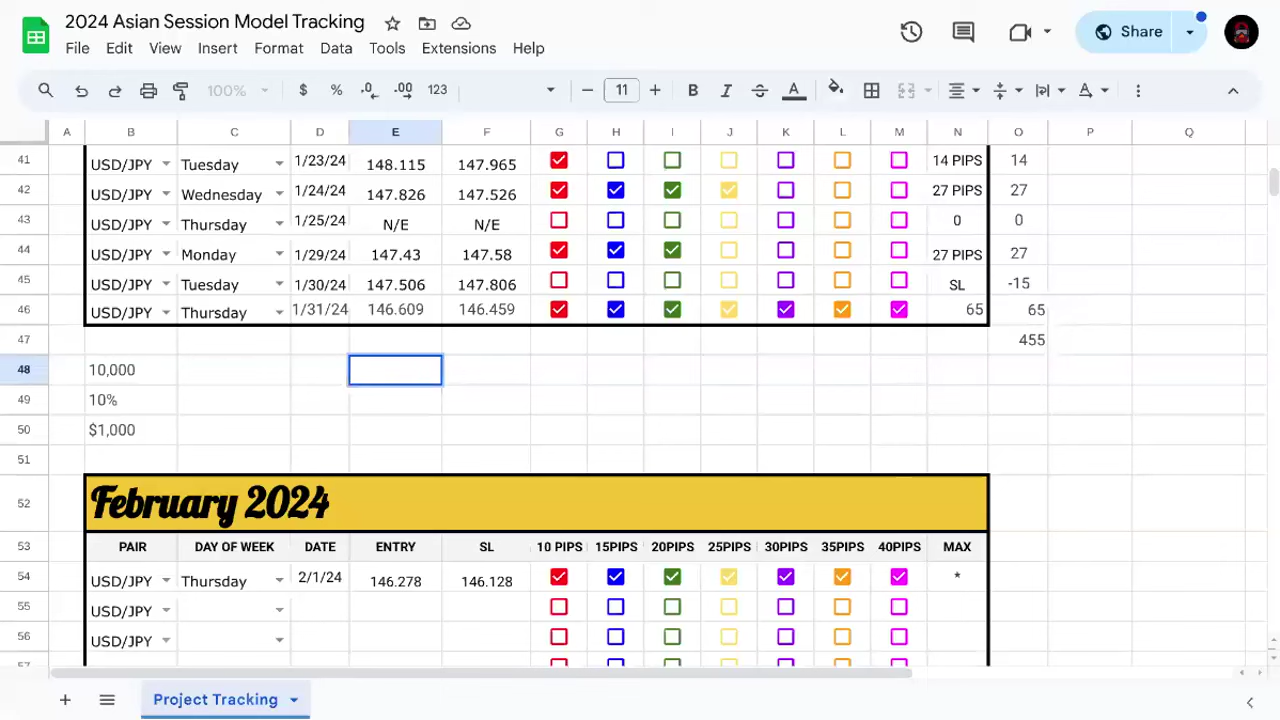 2024 Asian Session Model Tracking
File Edit View Insert Format Data Tools Extensions Help
Share
100% $ % .0 .00 123 11 B I A A
A B C D E F G H I J K L M N O P Q
41 USD/JPY Tuesday 1/23/24 148.115 147.965 14 PIPS 14
42 USD/JPY Wednesday 1/24/24 147.826 147.526 27 PIPS 27
43 USD/JPY Thursday 1/25/24 N/E N/E 0 0
44 USD/JPY Monday 1/29/24 147.43 147.58 27 PIPS 27
45 USD/JPY Tuesday 1/30/24 147.506 147.806 SL -15
46 USD/JPY Thursday 1/31/24 146.609 146.459 65 65
47 455
48 10,000
49 10%
50 $1,000
51
52 February 2024
53 PAIR DAY OF WEEK DATE ENTRY SL 10 PIPS 15PIPS 20PIPS 25PIPS 30PIPS 35PIPS 40PIPS MAX
54 USD/JPY Thursday 2/1/24 146.278 146.128 *
55 USD/JPY
56 USD/JPY
57
Project Tracking